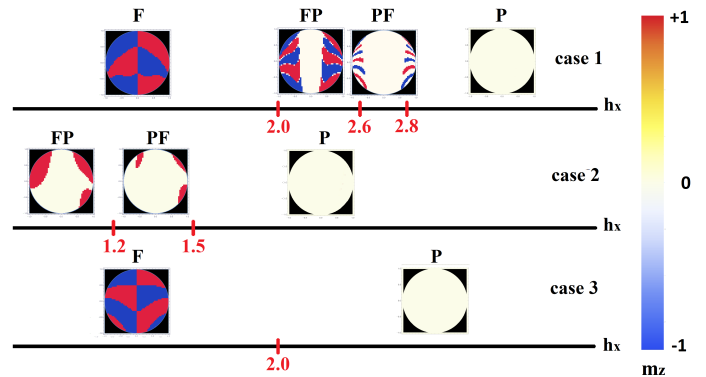 F FP PF P
case 1
hx
2.0 2.6 2.8
FP PF P
case 2
hx
1.2 1.5
F P
case 3
hx
2.0
+1
0
-1
mz